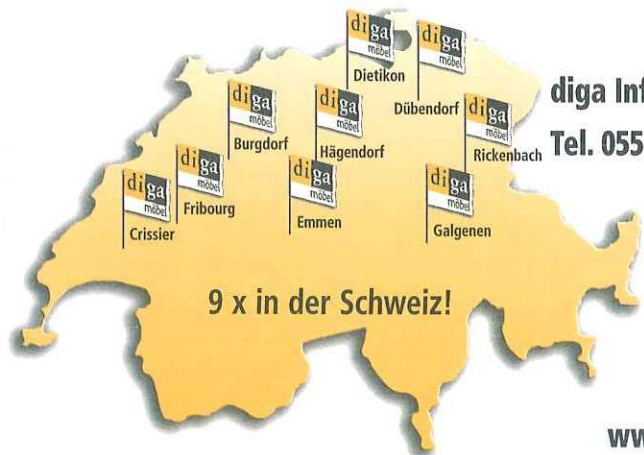 diga
möbel
Dietikon
diga
möbel
Dübendorf
diga
möbel
Burgdorf
diga
möbel
Hägendorf
diga
möbel
Rickenbach
diga
möbel
Crissier
diga
möbel
Fribourg
diga
möbel
Emmen
diga
möbel
Galgenen
diga Inf
Tel. 055
9 x in der Schweiz!
ww